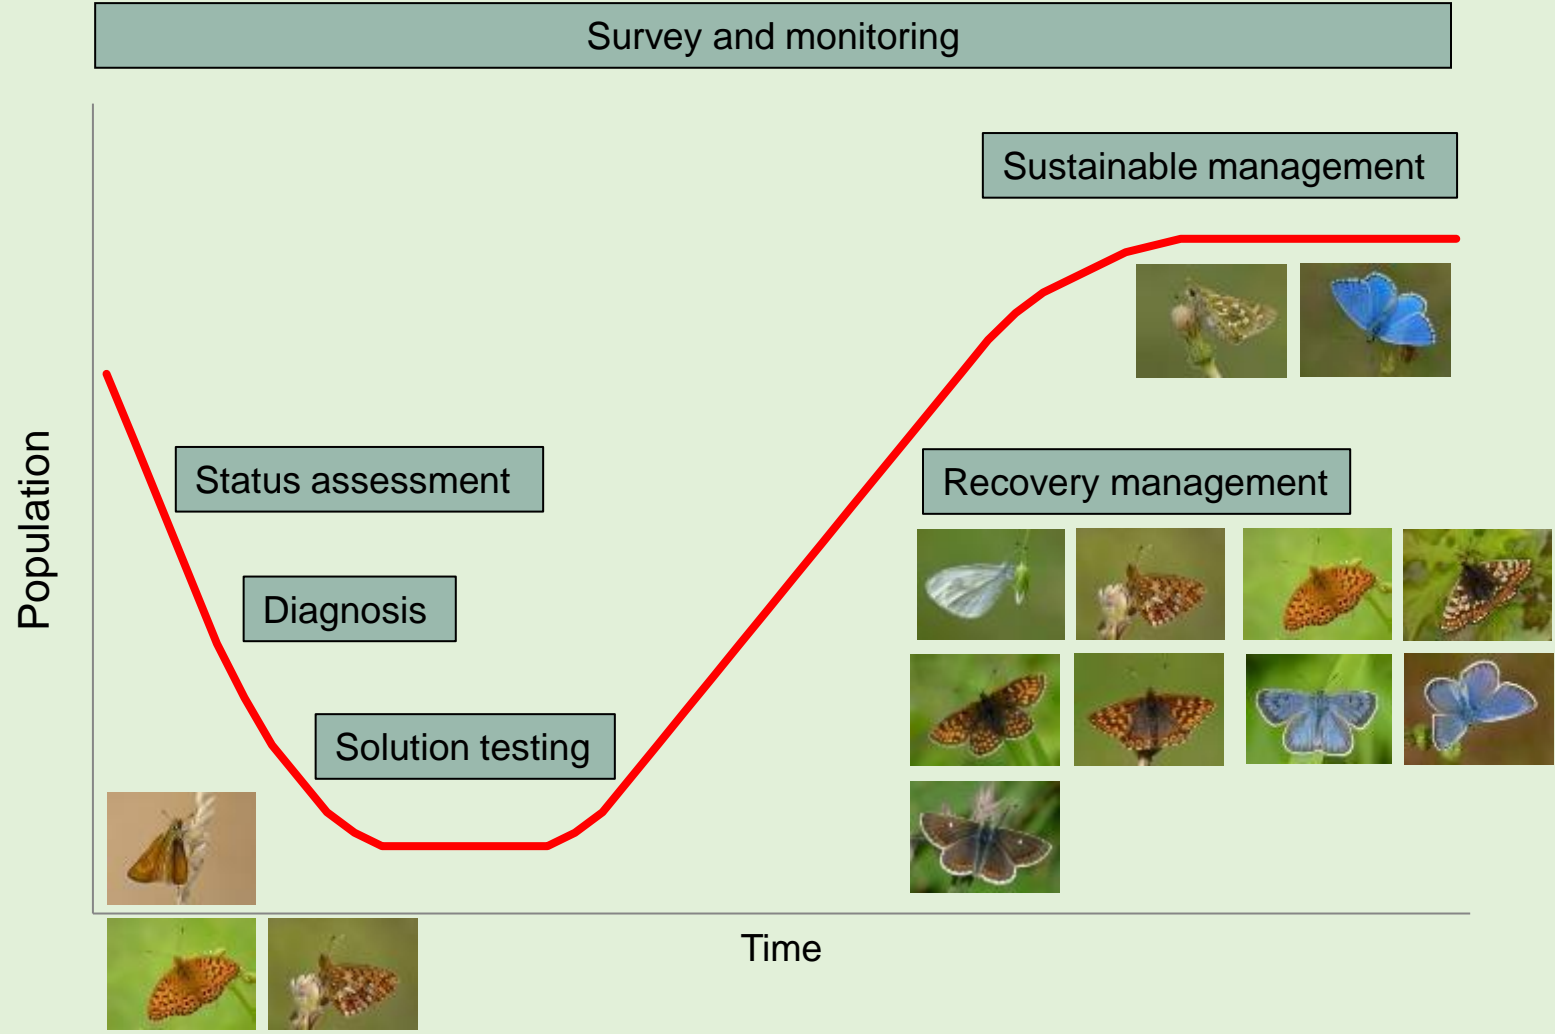 Survey and monitoring
Sustainable management
Status assessment
Recovery management
Diagnosis
Solution testing
Population
Time